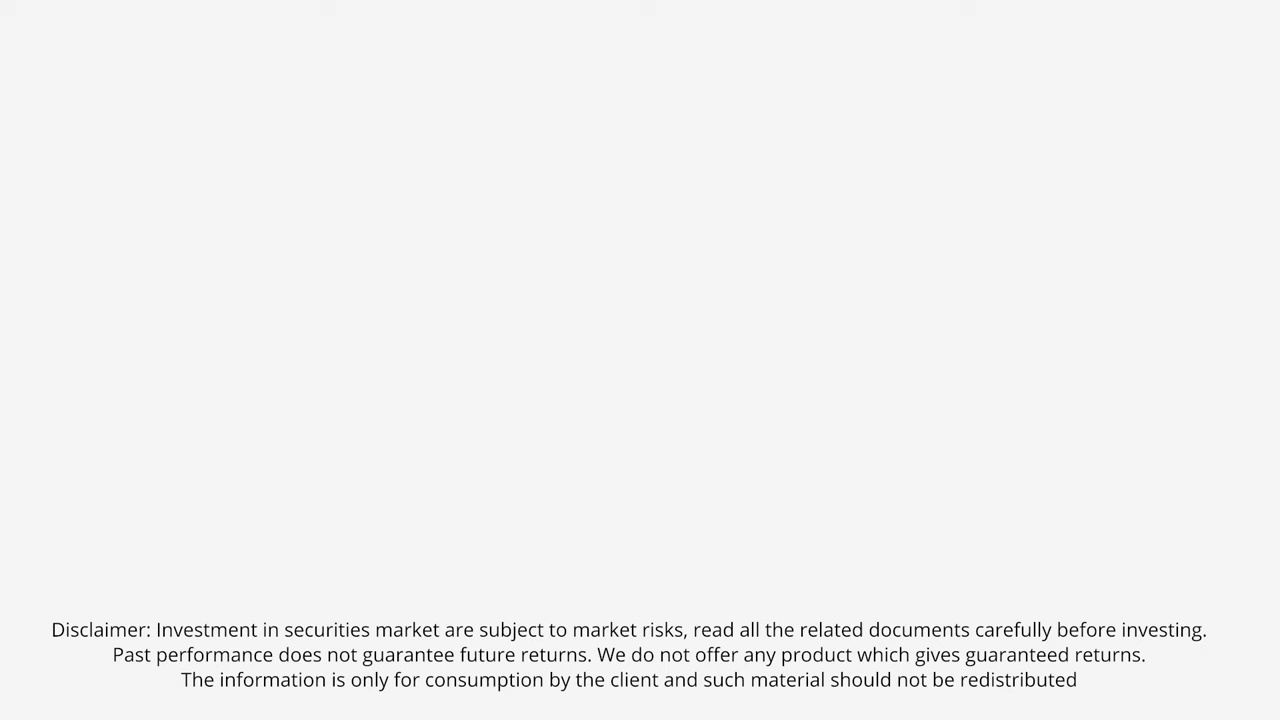 Disclaimer: Investment in securities market are subject to market risks, read all the related documents carefully before investing.
Past performance does not guarantee future returns. We do not offer any product which gives guaranteed returns.
The information is only for consumption by the client and such material should not be redistributed